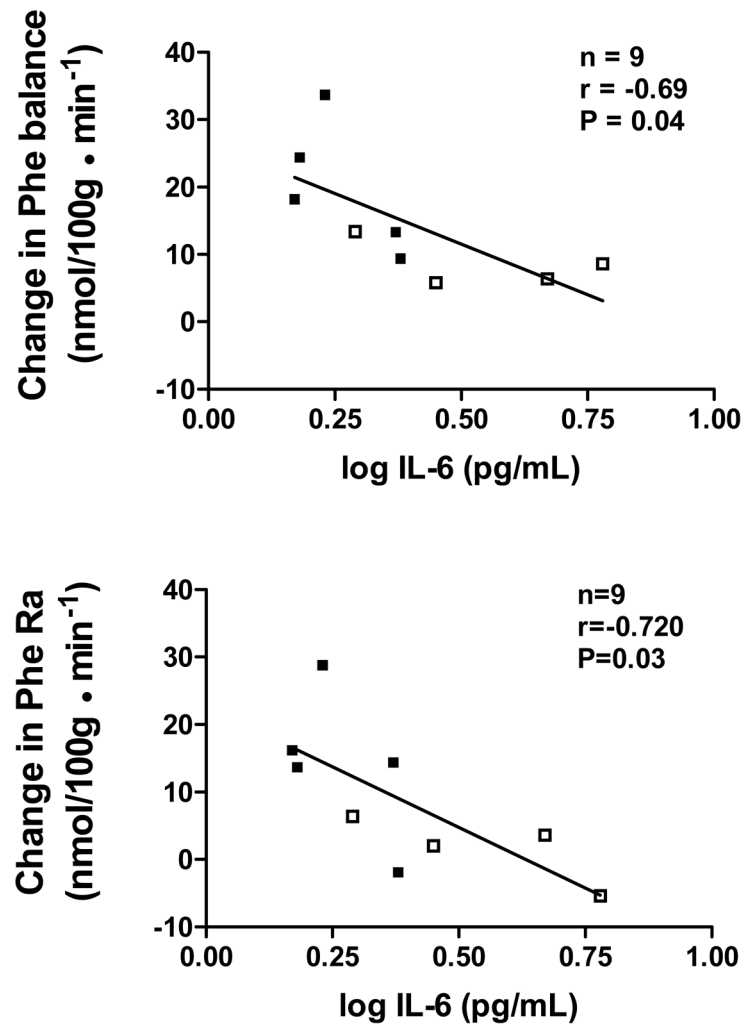 Change in Phe balance
(nmol/100g • min⁻¹)
40
30
20
10
0
-10
n = 9
r = -0.69
P = 0.04
0.00 0.25 0.50 0.75 1.00
log IL-6 (pg/mL)
Change in Phe Ra
(nmol/100g • min⁻¹)
40
30
20
10
0
-10
n=9
r=-0.720
P=0.03
0.00 0.25 0.50 0.75 1.00
log IL-6 (pg/mL)